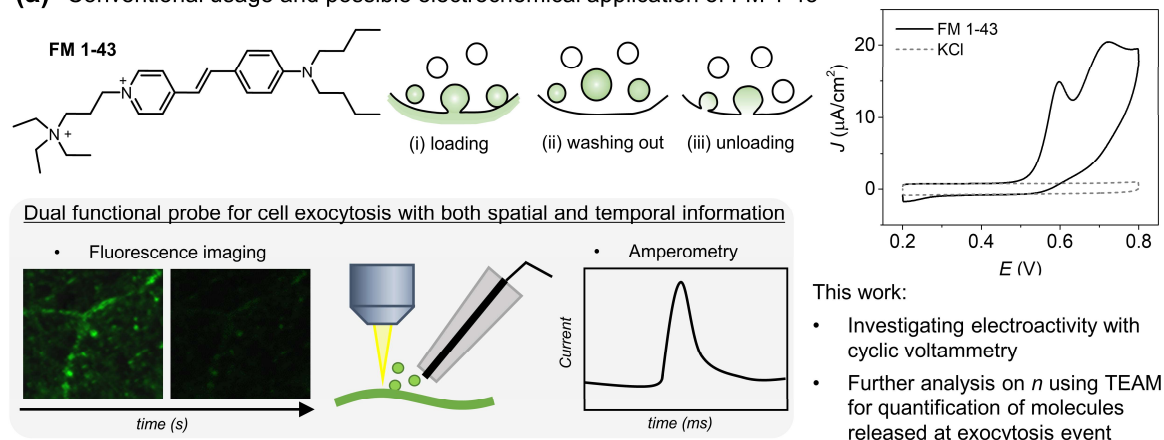 (a) Conventional usage and possible electrochemical application of FM 1-43
FM 1-43
+
N
N
+
N
(i) loading
(ii) washing out
(iii) unloading
FM 1-43
KCl
20
10
0
J (μA/cm²)
0.2 0.4 0.6 0.8
E (V)
Dual functional probe for cell exocytosis with both spatial and temporal information
• Fluorescence imaging
time (s)
• Amperometry
Current
time (ms)
This work:
• Investigating electroactivity with
cyclic voltammetry
• Further analysis on n using TEAM
for quantification of molecules
released at exocytosis event